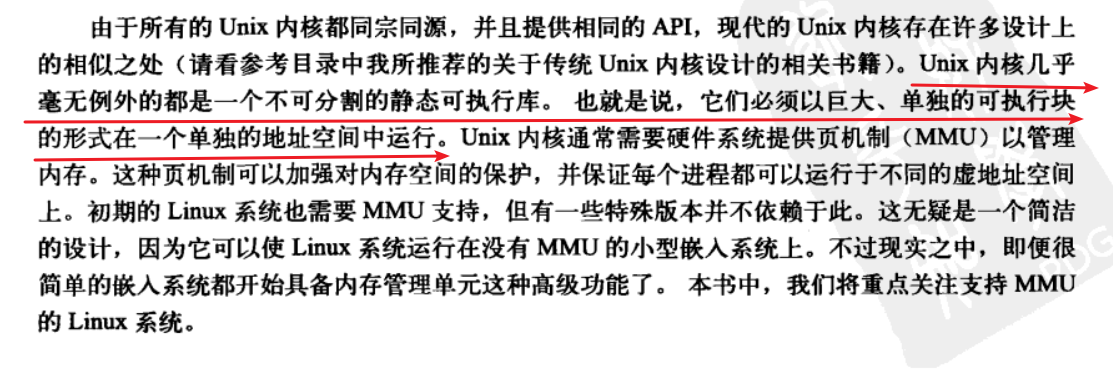 由于所有的 Unix 内核都同宗同源，并且提供相同的 API，现代的 Unix 内核存在许多设计上
的相似之处（请看参考目录中我所推荐的关于传统 Unix 内核设计的相关书籍）。Unix 内核几乎
毫无例外的都是一个不可分割的静态可执行库。 也就是说，它们必须以巨大、单独的可执行块
的形式在一个单独的地址空间中运行。Unix 内核通常需要硬件系统提供页机制（MMU）以管理
内存。这种页机制可以加强对内存空间的保护，并保证每个进程都可以运行于不同的虚地址空间
上。初期的 Linux 系统也需要 MMU 支持，但有一些特殊版本并不依赖于此。这无疑是一个简洁
的设计，因为它可以使 Linux 系统运行在没有 MMU 的小型嵌入系统上。不过现实之中，即便很
简单的嵌入系统都开始具备内存管理单元这种高级功能了。 本书中，我们将重点关注支持 MMU
的 Linux 系统。
PDG